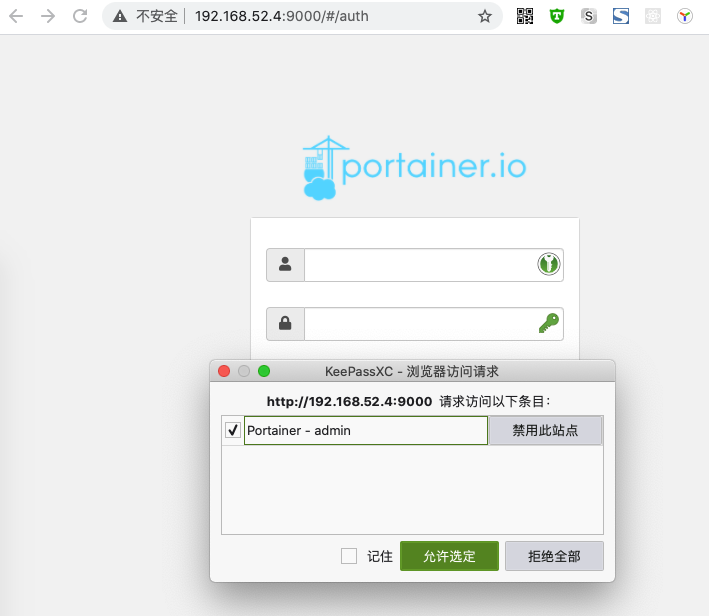 不安全 192.168.52.4:9000/#/auth
portainer.io
KeePassXC - 浏览器访问请求
http://192.168.52.4:9000 请求访问以下条目：
Portainer - admin 禁用此站点
记住 允许选定 拒绝全部